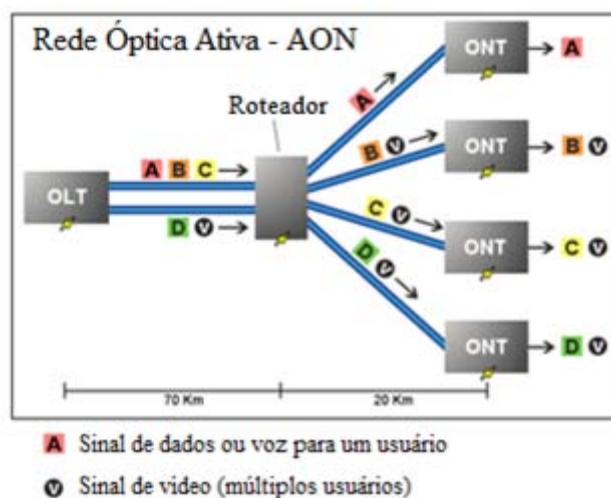 Rede Óptica Ativa - AON
ONT
A
A
Roteador
B V
ONT
B V
A B C
OLT
C V
ONT
C V
D V
D V
ONT
D V
70 Km
20 Km
A Sinal de dados ou voz para um usuário
V Sinal de video (múltiplos usuários)